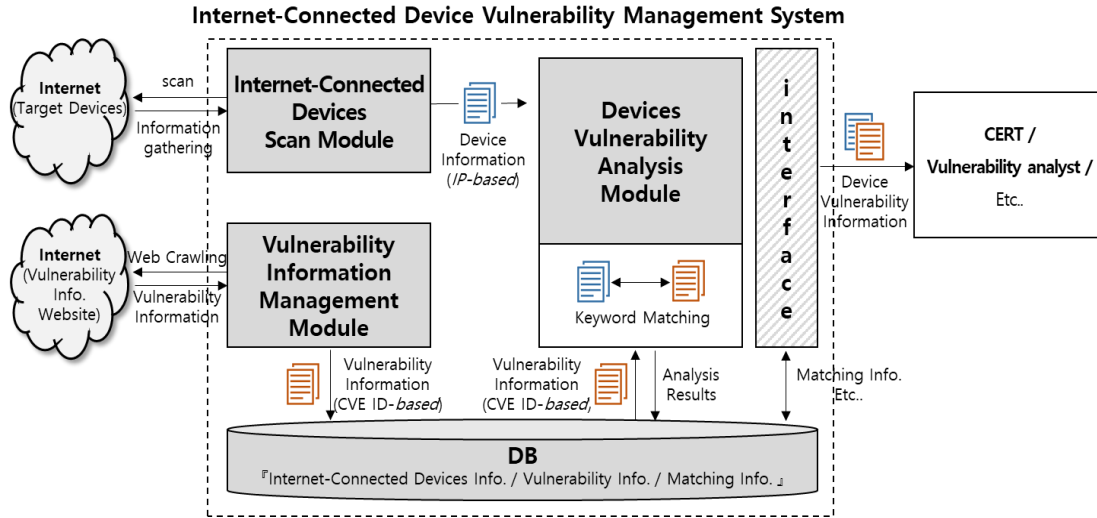 Internet-Connected Device Vulnerability Management System
Internet
(Target Devices)
scan
Information
gathering
Internet-Connected
Devices
Scan Module
Device
Information
(IP-based)
Devices
Vulnerability
Analysis
Module
Keyword Matching
interface
Device
Vulnerability
Information
CERT /
Vulnerability analyst /
Etc..
Internet
(Vulnerability
Info.
Website)
Web Crawling
Vulnerability
Information
Vulnerability
Information
Management
Module
Vulnerability
Information
(CVE ID-based)
Vulnerability
Information
(CVE ID-based,
Analysis
Results
Matching Info.
Etc..
DB
『Internet-Connected Devices Info. / Vulnerability Info. / Matching Info. 』